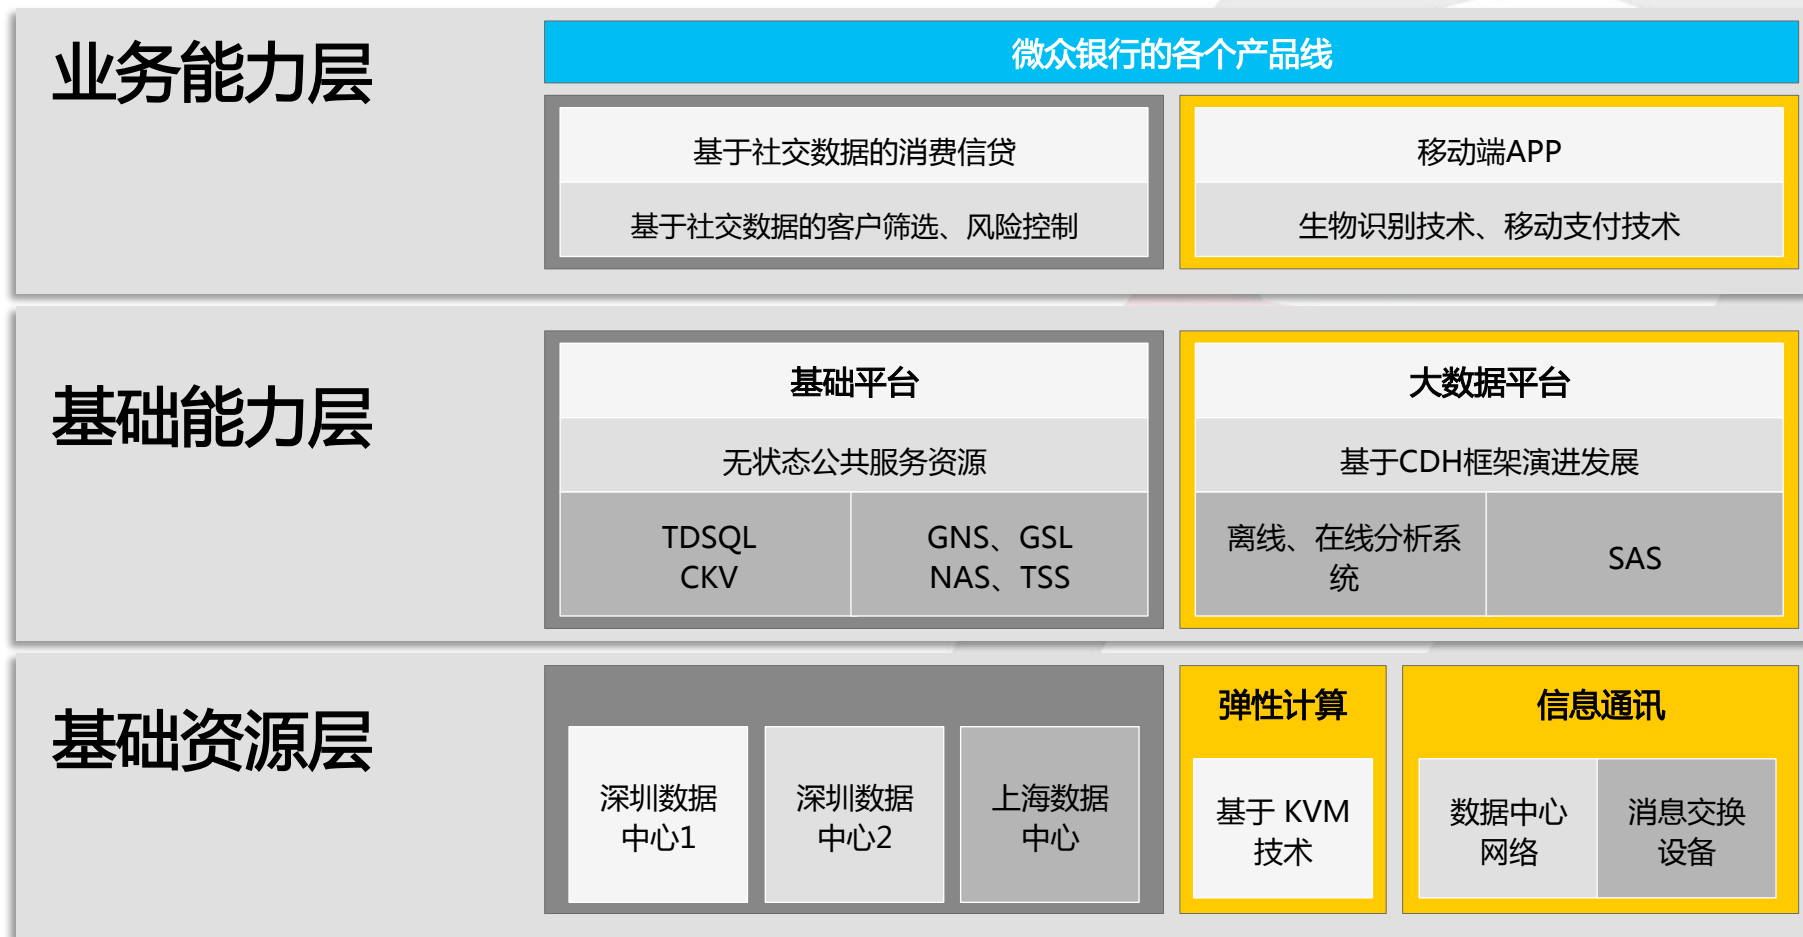 业务能力层
微众银行的各个产品线
基于社交数据的消费信贷
基于社交数据的客户筛选、风险控制
移动端APP
生物识别技术、移动支付技术
基础能力层
基础平台
无状态公共服务资源
TDSQL
CKV
GNS、GSL
NAS、TSS
大数据平台
基于CDH框架演进发展
离线、在线分析系
统
SAS
基础资源层
深圳数据
中心1
深圳数据
中心2
上海数据
中心
弹性计算
基于 KVM
技术
信息通讯
数据中心
网络
消息交换
设备